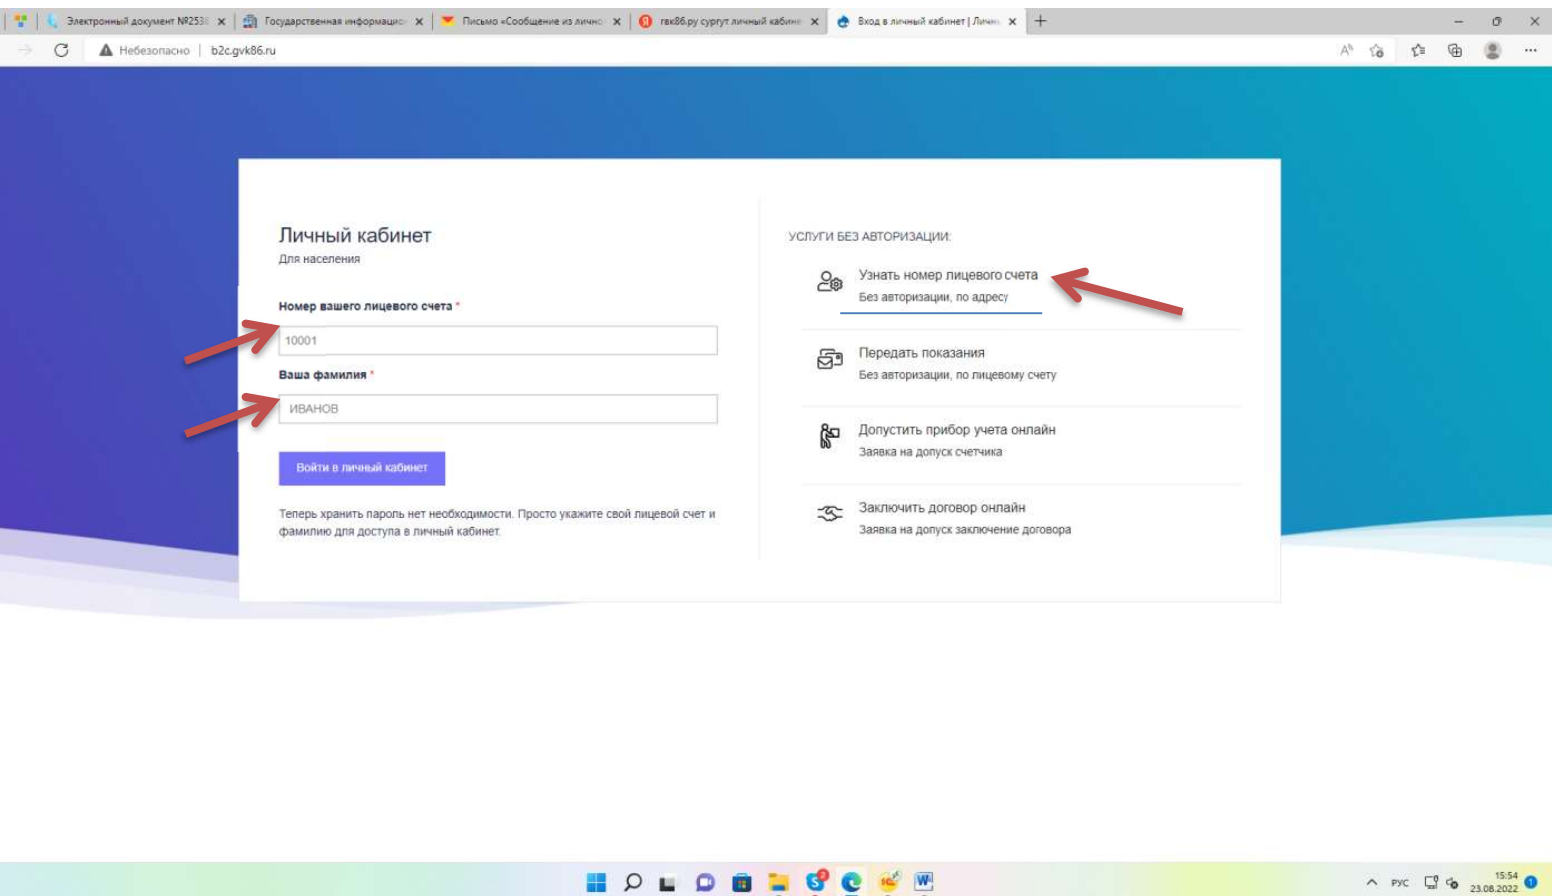 Электронный документ №2538
Государственная информацио
Письмо «Сообщение из лично
гвк86.ру сургут личный кабине
Вход в личный кабинет | Личн
Небезопасно | b2c.gvk86.ru
Личный кабинет
Для населения
Номер вашего лицевого счета *
10001
Ваша фамилия *
ИВАНОВ
Войти в личный кабинет
Теперь хранить пароль нет необходимости. Просто укажите свой лицевой счет и
фамилию для доступа в личный кабинет.
УСЛУГИ БЕЗ АВТОРИЗАЦИИ:
Узнать номер лицевого счета
Без авторизации, по адресу
Передать показания
Без авторизации, по лицевому счету
Допустить прибор учета онлайн
Заявка на допуск счетчика
Заключить договор онлайн
Заявка на допуск заключение договора
РУС
15:54
23.08.2022